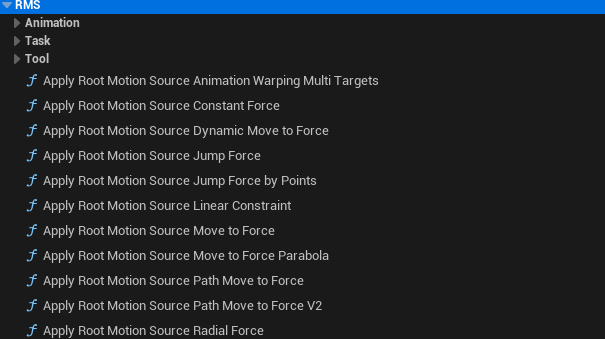 RMS
Animation
Task
Tool
Apply Root Motion Source Animation Warping Multi Targets
Apply Root Motion Source Constant Force
Apply Root Motion Source Dynamic Move to Force
Apply Root Motion Source Jump Force
Apply Root Motion Source Jump Force by Points
Apply Root Motion Source Linear Constraint
Apply Root Motion Source Move to Force
Apply Root Motion Source Move to Force Parabola
Apply Root Motion Source Path Move to Force
Apply Root Motion Source Path Move to Force V2
Apply Root Motion Source Radial Force